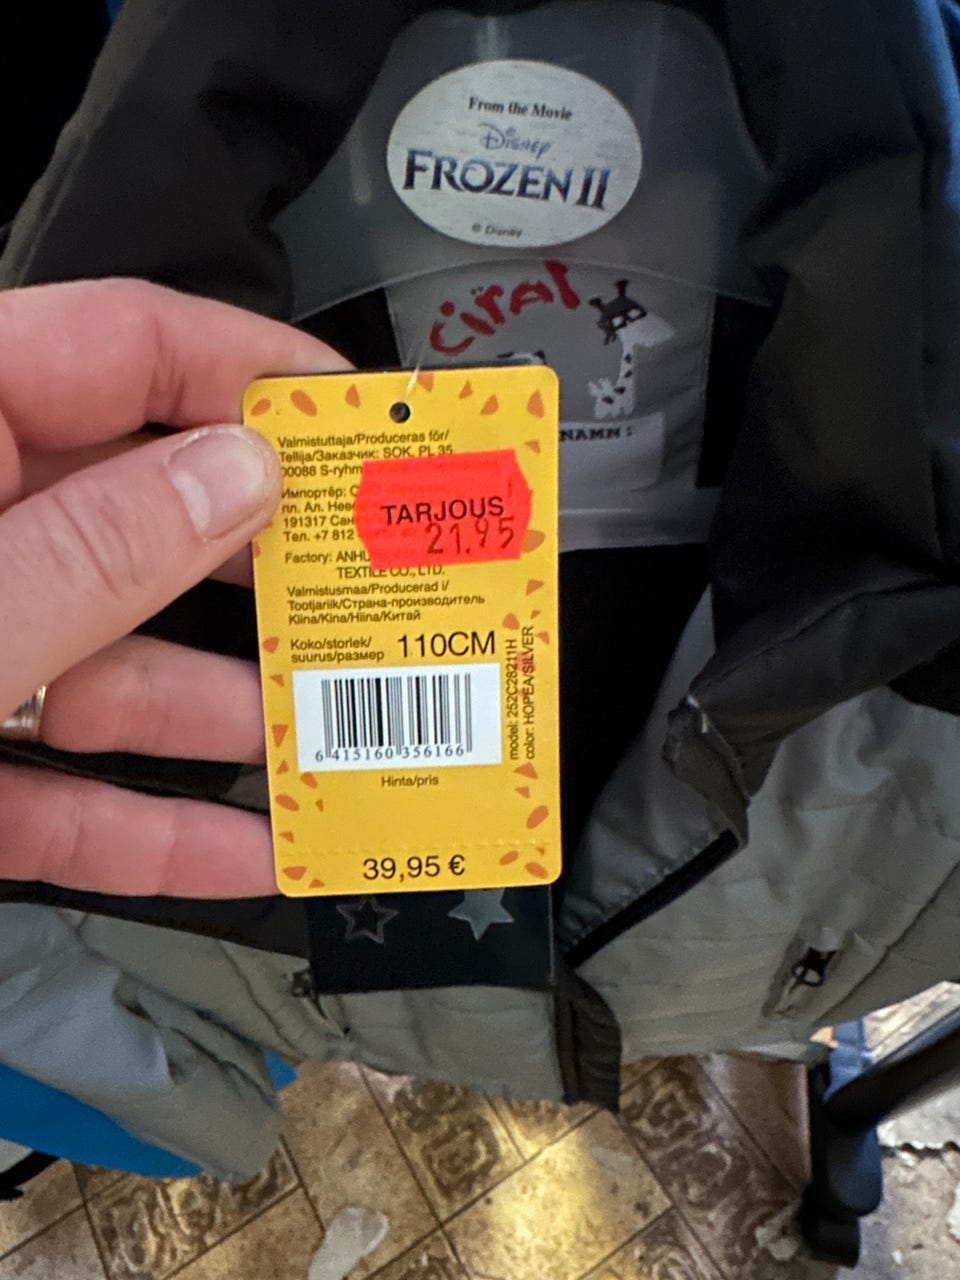 From the Movie
Disney
FROZEN II
© Disney
Ciraf
NAMN:
Valmistuttaja/Produceras för/
Tellija/Заказчик: SOK, PL 35,
00088 S-ryhm
Импортёр:
пл. Ал. Нев
191317 Сан
Тел. +7 812
TARJOUS
21.95
Factory: ANHU
TEXTILE CO., LTD.
Valmistusmaa/Producerad i/
Tootjariik/Страна-производитель
Kiina/Kina/Hiina/Китай
Koko/storlek/
suurus/размер 110CM
model: 252C28211H
color: HOPEA/SILVER
6 415160 356166
Hinta/pris
39,95 €